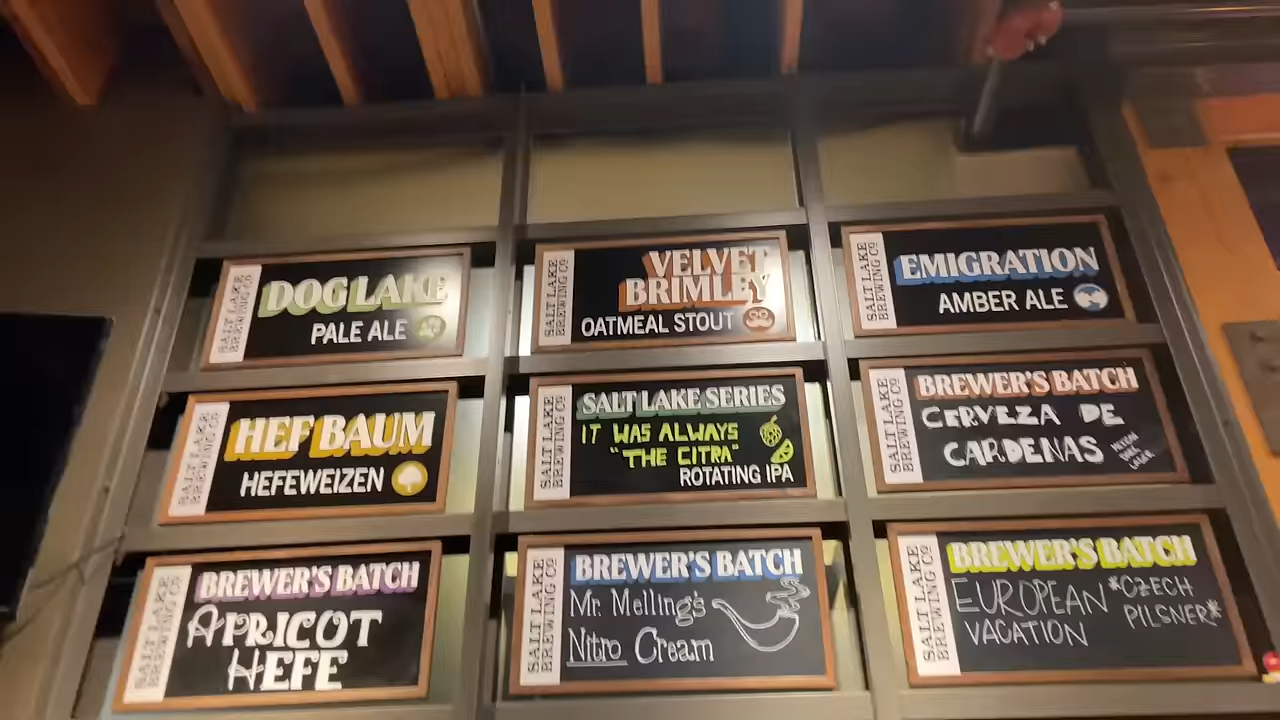 SALT LAKE
BREWING CO
DOG LAKE
PALE ALE
SALT LAKE
BREWING CO
VELVET
BRIMLEY
OATMEAL STOUT
SALT LAKE
BREWING CO
EMIGRATION
AMBER ALE
SALT LAKE
BREWING CO
HEF BAUM
HEFEWEIZEN
SALT LAKE
BREWING CO
SALT LAKE SERIES
IT WAS ALWAYS
"THE CITRA"
ROTATING IPA
SALT LAKE
BREWING CO
BREWER'S BATCH
CERVEZA DE
CARDENAS
LAGER
SALT LAKE
BREWING CO
BREWER'S BATCH
APRICOT
HEFE
SALT LAKE
BREWING CO
BREWER'S BATCH
Mr. Melling's
Nitro Cream
SALT LAKE
BREWING CO
BREWER'S BATCH
EUROPEAN
VACATION
*CZECH
PILSNER*